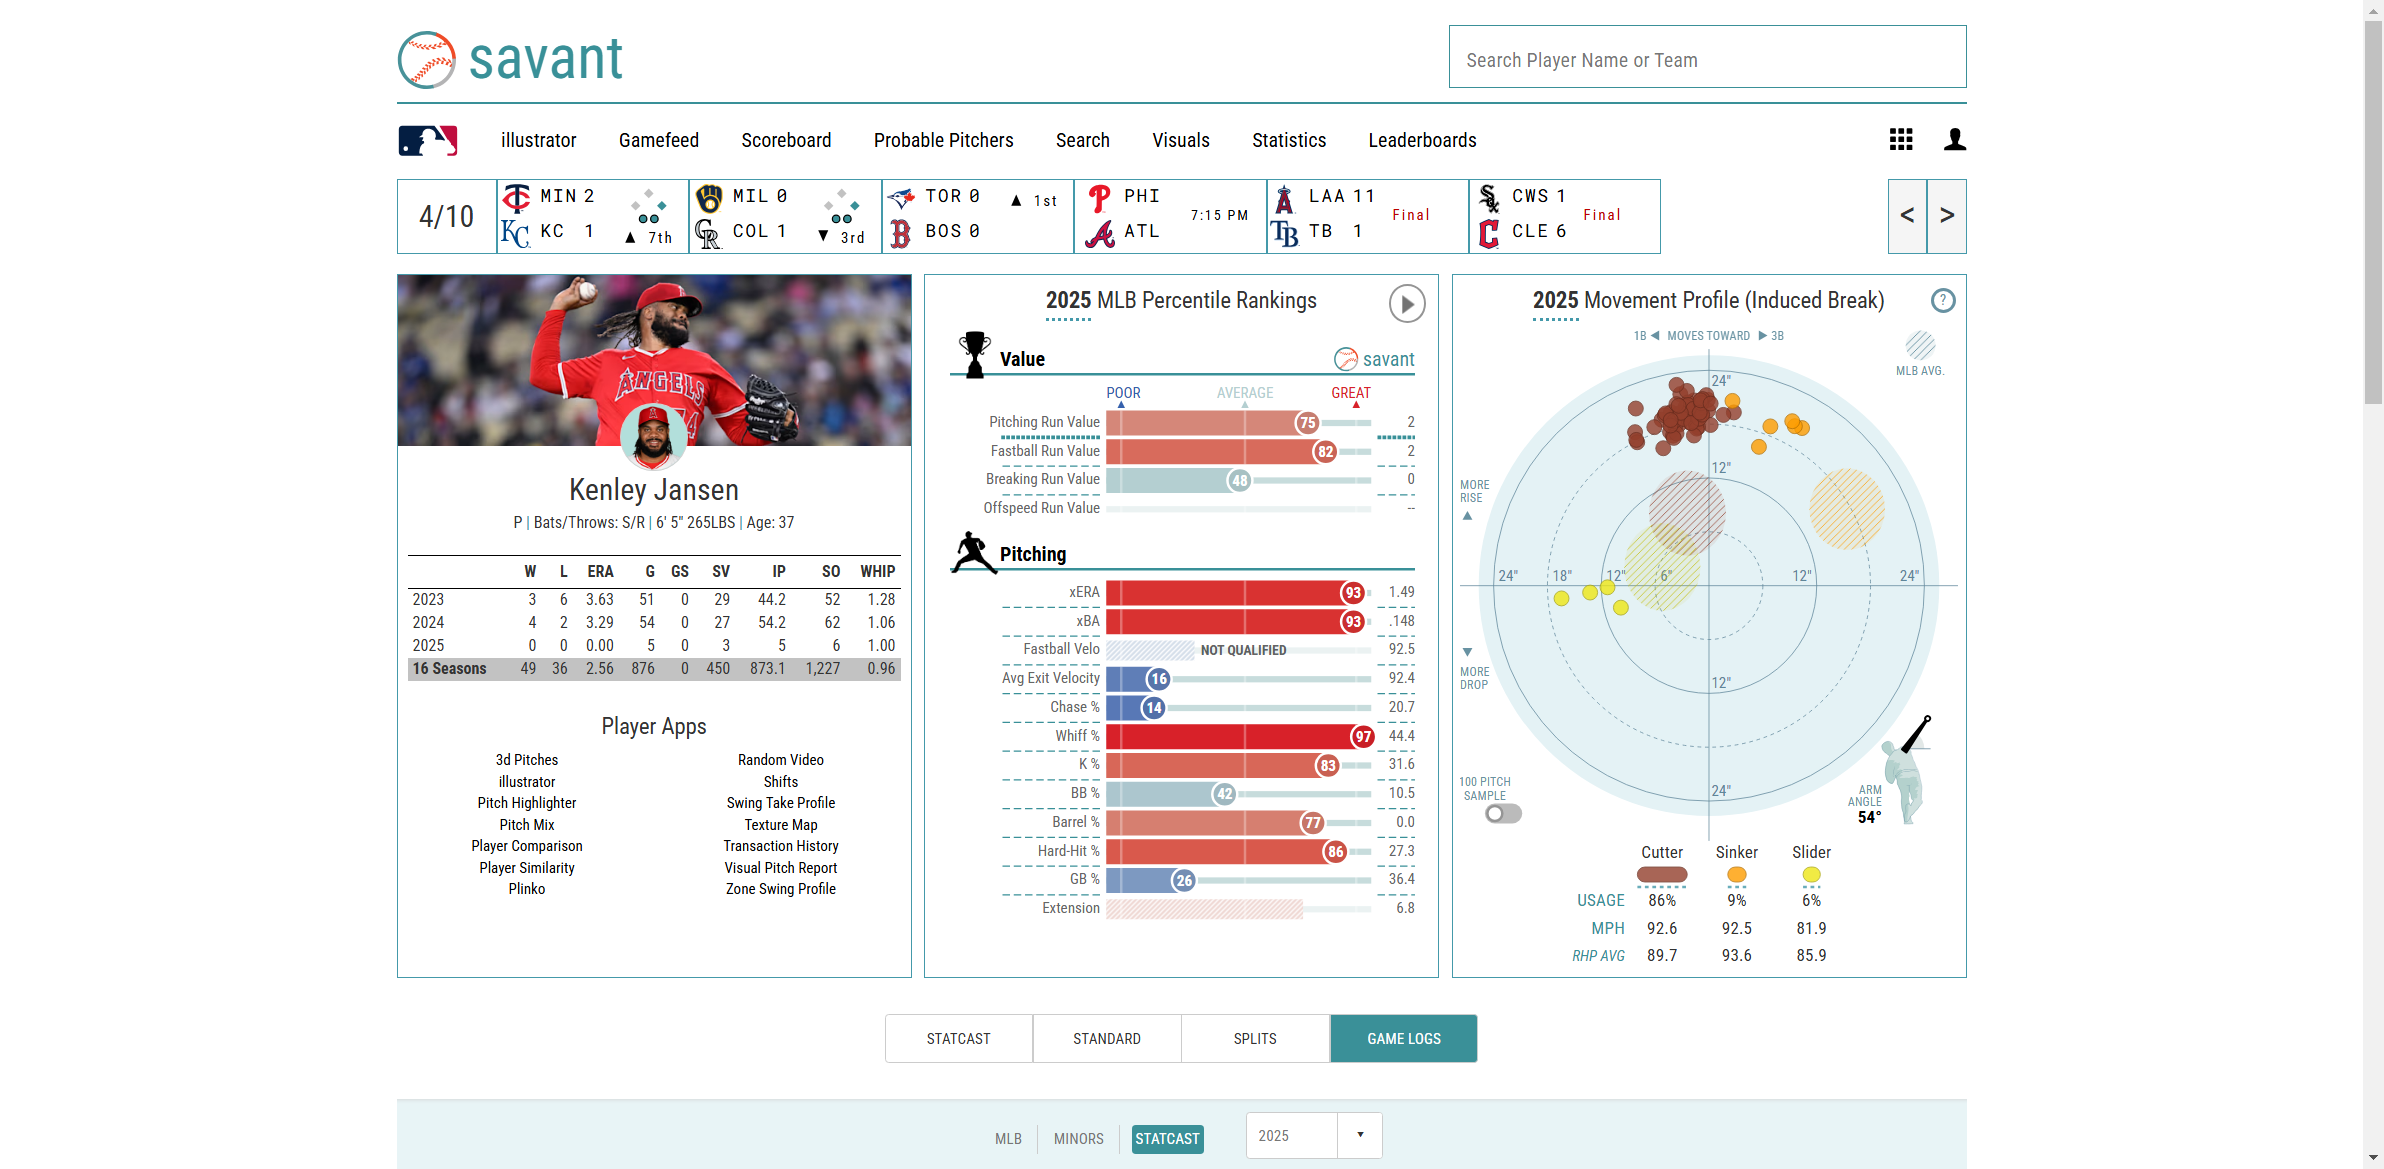 savant
Search Player Name or Team
illustrator Gamefeed Scoreboard Probable Pitchers Search Visuals Statistics Leaderboards
4/10
MIN 2
KC 1
▲ 7th
MIL 0
COL 1
▼ 3rd
TOR 0
BOS 0
▲ 1st
PHI
ATL
7:15 PM
LAA 11
TB 1
Final
CWS 1
CLE 6
Final
< >
ANGELS
Kenley Jansen
P | Bats/Throws: S/R | 6' 5" 265LBS | Age: 37
W L ERA G GS SV IP SO WHIP
2023 3 6 3.63 51 0 29 44.2 52 1.28
2024 4 2 3.29 54 0 27 54.2 62 1.06
2025 0 0 0.00 5 0 3 5 6 1.00
16 Seasons 49 36 2.56 876 0 450 873.1 1,227 0.96
Player Apps
3d Pitches Random Video
illustrator Shifts
Pitch Highlighter Swing Take Profile
Pitch Mix Texture Map
Player Comparison Transaction History
Player Similarity Visual Pitch Report
Plinko Zone Swing Profile
2025 MLB Percentile Rankings
Value savant
POOR AVERAGE GREAT
Pitching Run Value 75 2
Fastball Run Value 82 2
Breaking Run Value 48 0
Offspeed Run Value --
Pitching
xERA 93 1.49
xBA 93 .148
Fastball Velo NOT QUALIFIED 92.5
Avg Exit Velocity 16 92.4
Chase % 14 20.7
Whiff % 97 44.4
K % 83 31.6
BB % 42 10.5
Barrel % 77 0.0
Hard-Hit % 86 27.3
GB % 26 36.4
Extension 6.8
2025 Movement Profile (Induced Break) ?
1B ◀ MOVES TOWARD ▶ 3B
MLB AVG.
24"
12"
MORE
RISE
▲
24" 18" 12" 6" 12" 24"
▼
MORE
DROP
12"
24"
100 PITCH
SAMPLE
ARM
ANGLE
54°
Cutter Sinker Slider
USAGE 86% 9% 6%
MPH 92.6 92.5 81.9
RHP AVG 89.7 93.6 85.9
STATCAST STANDARD SPLITS GAME LOGS
MLB MINORS STATCAST 2025 ▼